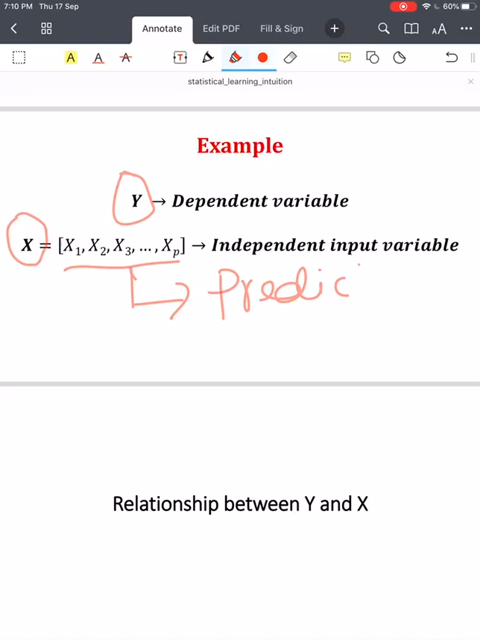 7:10 PM Thu 17 Sep 60%
Annotate Edit PDF Fill & Sign
T A A T AA
statistical_learning_intuition
Example
Y → Dependent variable
X = [X₁, X₂, X₃, ..., Xₚ] → Independent input variable
Predic
Relationship between Y and X